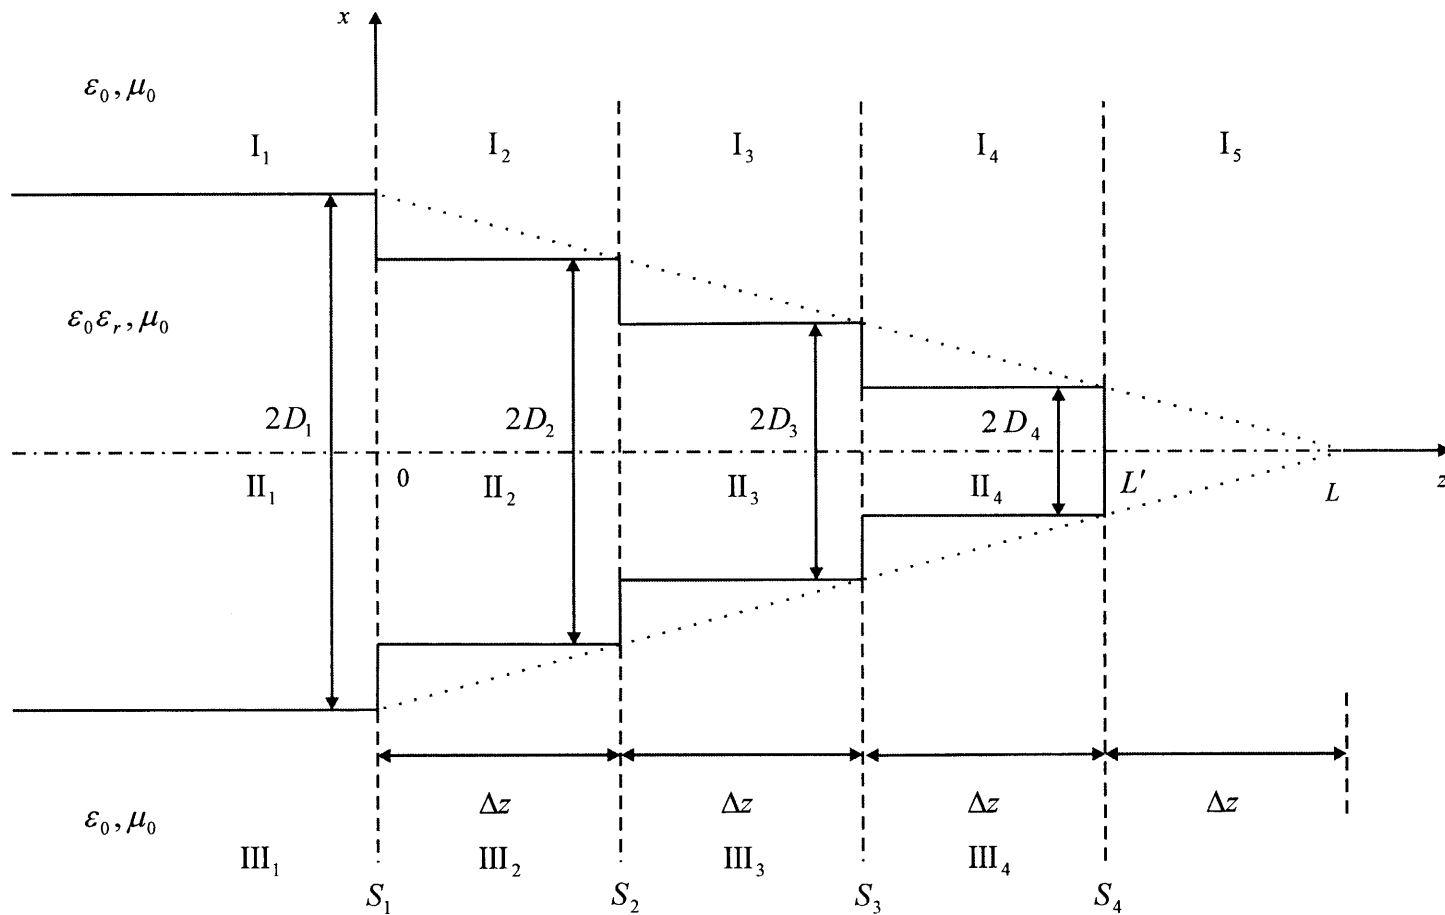 x
ε₀, μ₀
I₁ I₂ I₃ I₄ I₅
ε₀εᵣ, μ₀
2D₁ 2D₂ 2D₃ 2D₄
II₁ 0 II₂ II₃ II₄ L′ L z
Δz Δz Δz Δz
ε₀, μ₀
III₁ III₂ III₃ III₄
S₁ S₂ S₃ S₄